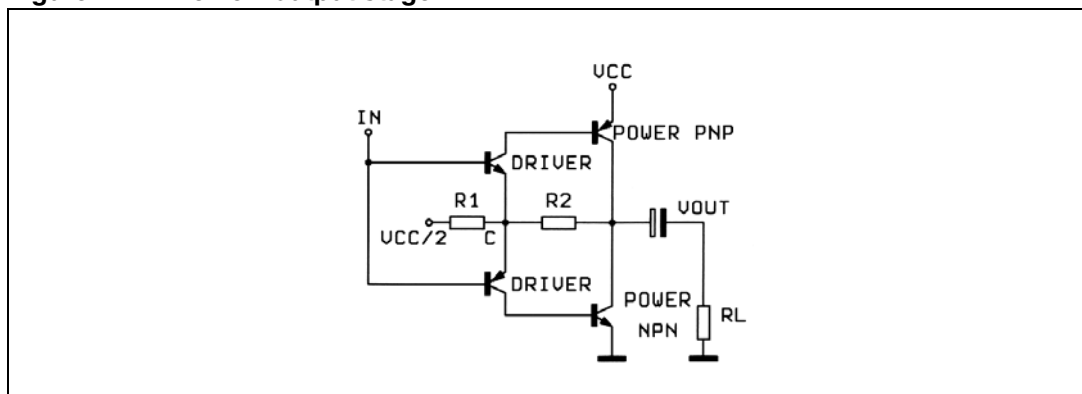 VCC
IN
POWER PNP
DRIVER
R1
R2
VOUT
VCC/2
C
DRIVER
POWER
NPN
RL